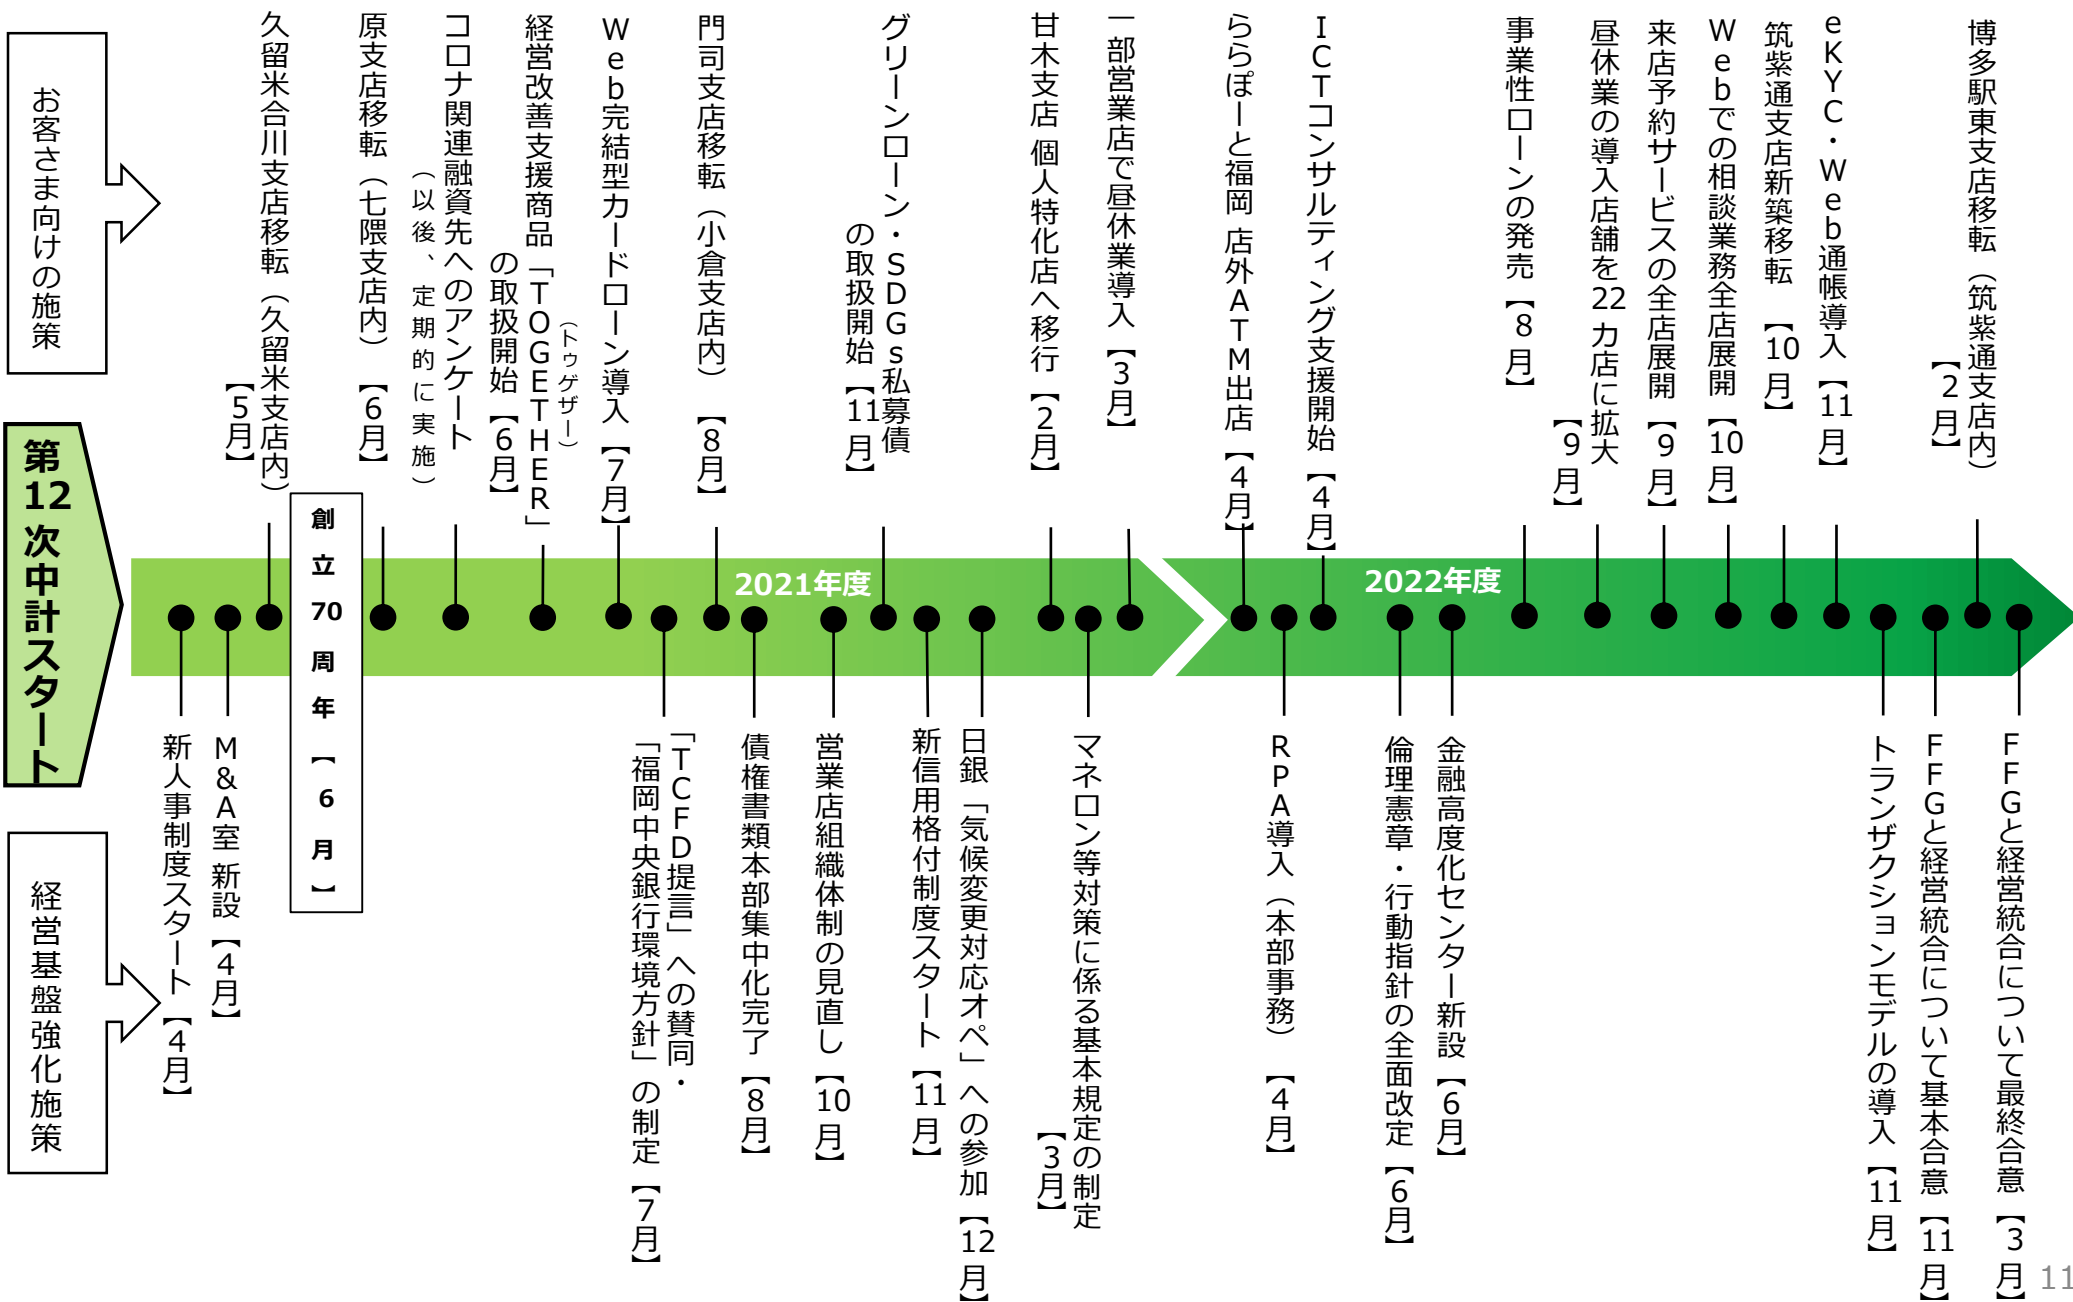 お客さま向けの施策
久留米合川支店移転（久留米支店内）
【5月】
原支店移転（七隈支店内）【6月】
コロナ関連融資先へのアンケート
（以後、定期的に実施）
経営改善支援商品「TOGETHER」
（トゥゲザー）
の取扱開始【6月】
Web完結型カードローン導入【7月】
門司支店移転（小倉支店内）【8月】
グリーンローン・SDGs私募債
の取扱開始【11月】
甘木支店 個人特化店へ移行【2月】
一部営業店で昼休業導入【3月】
ららぽーと福岡 店外ATM出店【4月】
ICTコンサルティング支援開始【4月】
事業性ローンの発売【8月】
昼休業の導入店舗を22カ店に拡大
【9月】
来店予約サービスの全店展開【9月】
Webでの相談業務全店展開【10月】
筑紫通支店新築移転【10月】
eKYC・Web通帳導入【11月】
博多駅東支店移転（筑紫通支店内）
【2月】
第12次中計スタート
創立70周年【6月】
2021年度
2022年度
経営基盤強化施策
新人事制度スタート【4月】
M&A室 新設【4月】
「TCFD提言」への賛同・
「福岡中央銀行環境方針」の制定【7月】
債権書類本部集中化完了【8月】
営業店組織体制の見直し【10月】
新信用格付制度スタート【11月】
日銀「気候変更対応オペ」への参加【12月】
マネロン等対策に係る基本規定の制定
【3月】
RPA導入（本部事務）【4月】
倫理憲章・行動指針の全面改定【6月】
金融高度化センター新設【6月】
トランザクションモデルの導入【11月】
FFGと経営統合について基本合意【11月】
FFGと経営統合について最終合意【3月】
11